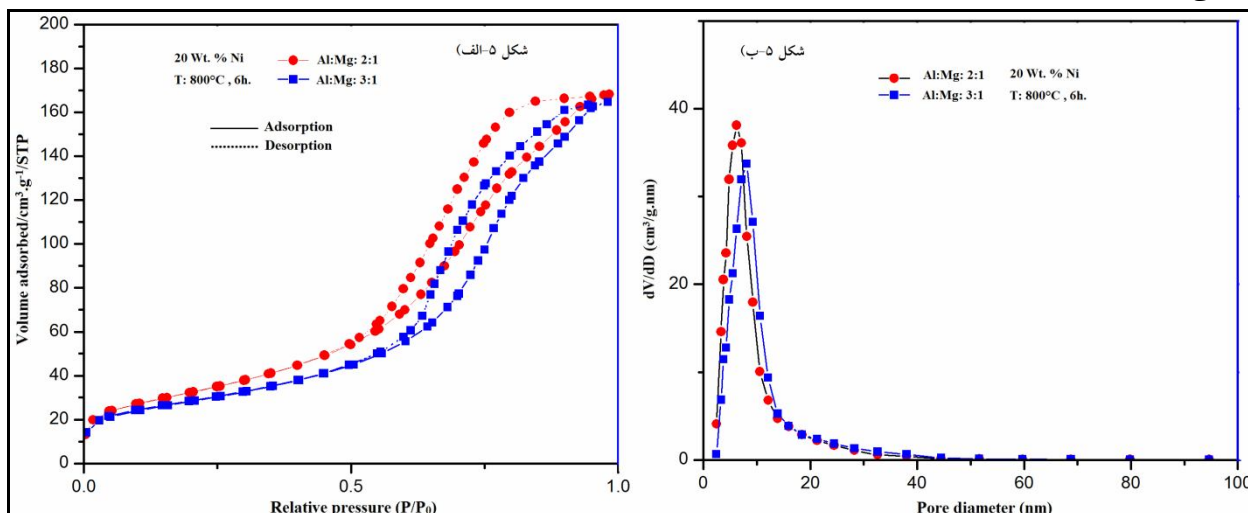 شکل ۵-الف)
20 Wt. % Ni
T: 800°C , 6h.
Al:Mg: 2:1
Al:Mg: 3:1
Adsorption
Desorption
Volume adsorbed/cm³.g⁻¹/STP
200
180
160
140
120
100
80
60
40
20
0
0.0
0.5
1.0
Relative pressure (P/P₀)
شکل ۵-ب)
Al:Mg: 2:1
Al:Mg: 3:1
20 Wt. % Ni
T: 800°C , 6h.
dV/dD (cm³/g.nm)
40
20
0
0
20
40
60
80
100
Pore diameter (nm)